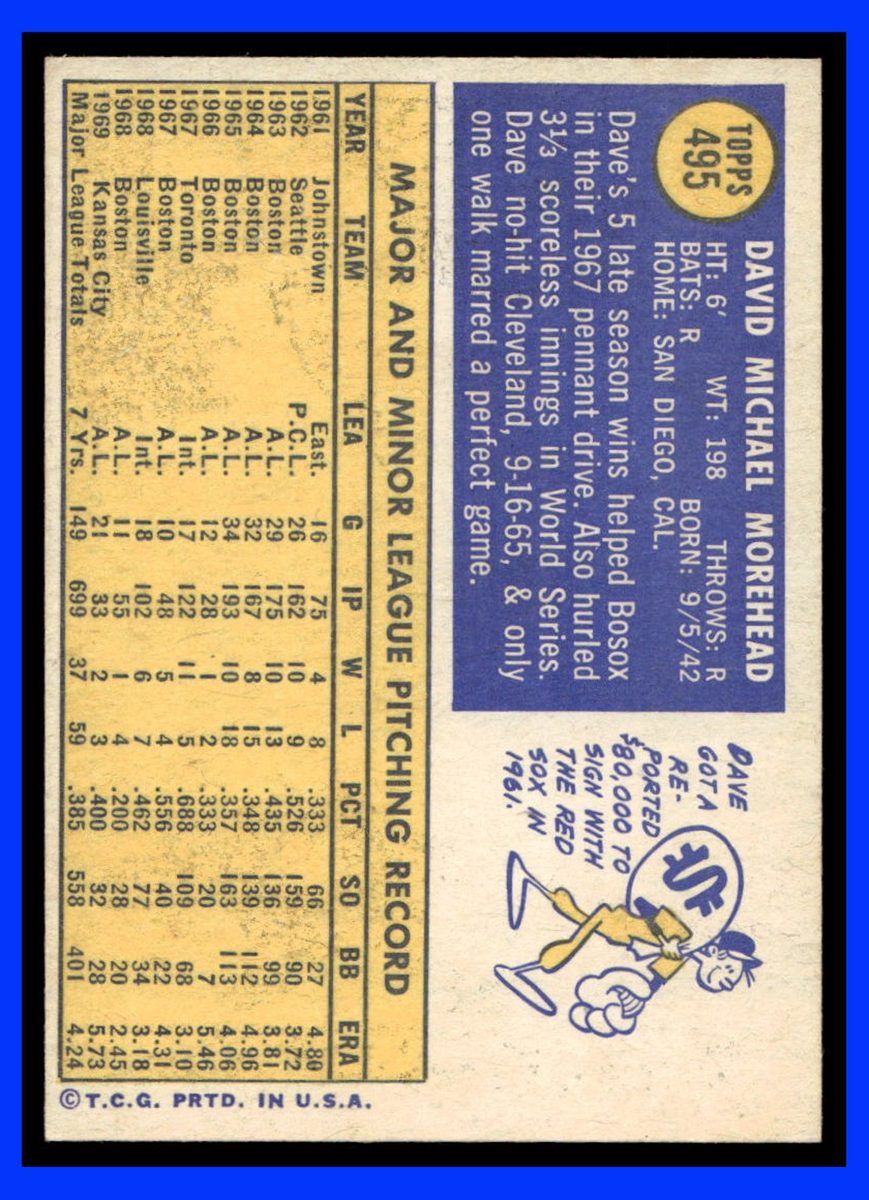 TOPPS
495
DAVID MICHAEL MOREHEAD
HT: 6' WT: 198 THROWS: R
BATS: R BORN: 9/5/42
HOME: SAN DIEGO, CAL.
Dave's 5 late season wins helped Bosox
in their 1967 pennant drive. Also hurled
3⅓ scoreless innings in World Series.
Dave no-hit Cleveland, 9-16-65, & only
one walk marred a perfect game.
DAVE
GOT A
RE-
PORTED
$80,000 TO
SIGN WITH
THE RED
SOX IN
1961.
$
MAJOR AND MINOR LEAGUE PITCHING RECORD
YEAR TEAM LEA G IP W L PCT SO BB ERA
1961 Johnstown East. 16 75 4 8 .333 66 27 4.80
1962 Seattle P.C.L. 26 162 10 9 .526 159 90 3.72
1963 Boston A.L. 29 175 10 13 .435 136 99 3.81
1964 Boston A.L. 32 167 8 15 .348 139 112 4.96
1965 Boston A.L. 34 193 10 18 .357 163 113 4.06
1966 Boston A.L. 12 28 1 2 .333 20 7 5.46
1967 Toronto Int. 17 122 11 5 .688 109 68 3.10
1967 Boston A.L. 10 48 5 4 .556 40 22 4.31
1968 Louisville Int. 18 102 6 7 .462 77 34 3.18
1968 Boston A.L. 11 55 1 4 .200 28 20 2.45
1969 Kansas City A.L. 21 33 2 3 .400 32 28 5.73
Major League Totals 7 Yrs. 149 699 37 59 .385 558 401 4.24
© T.C.G. PRTD. IN U.S.A.